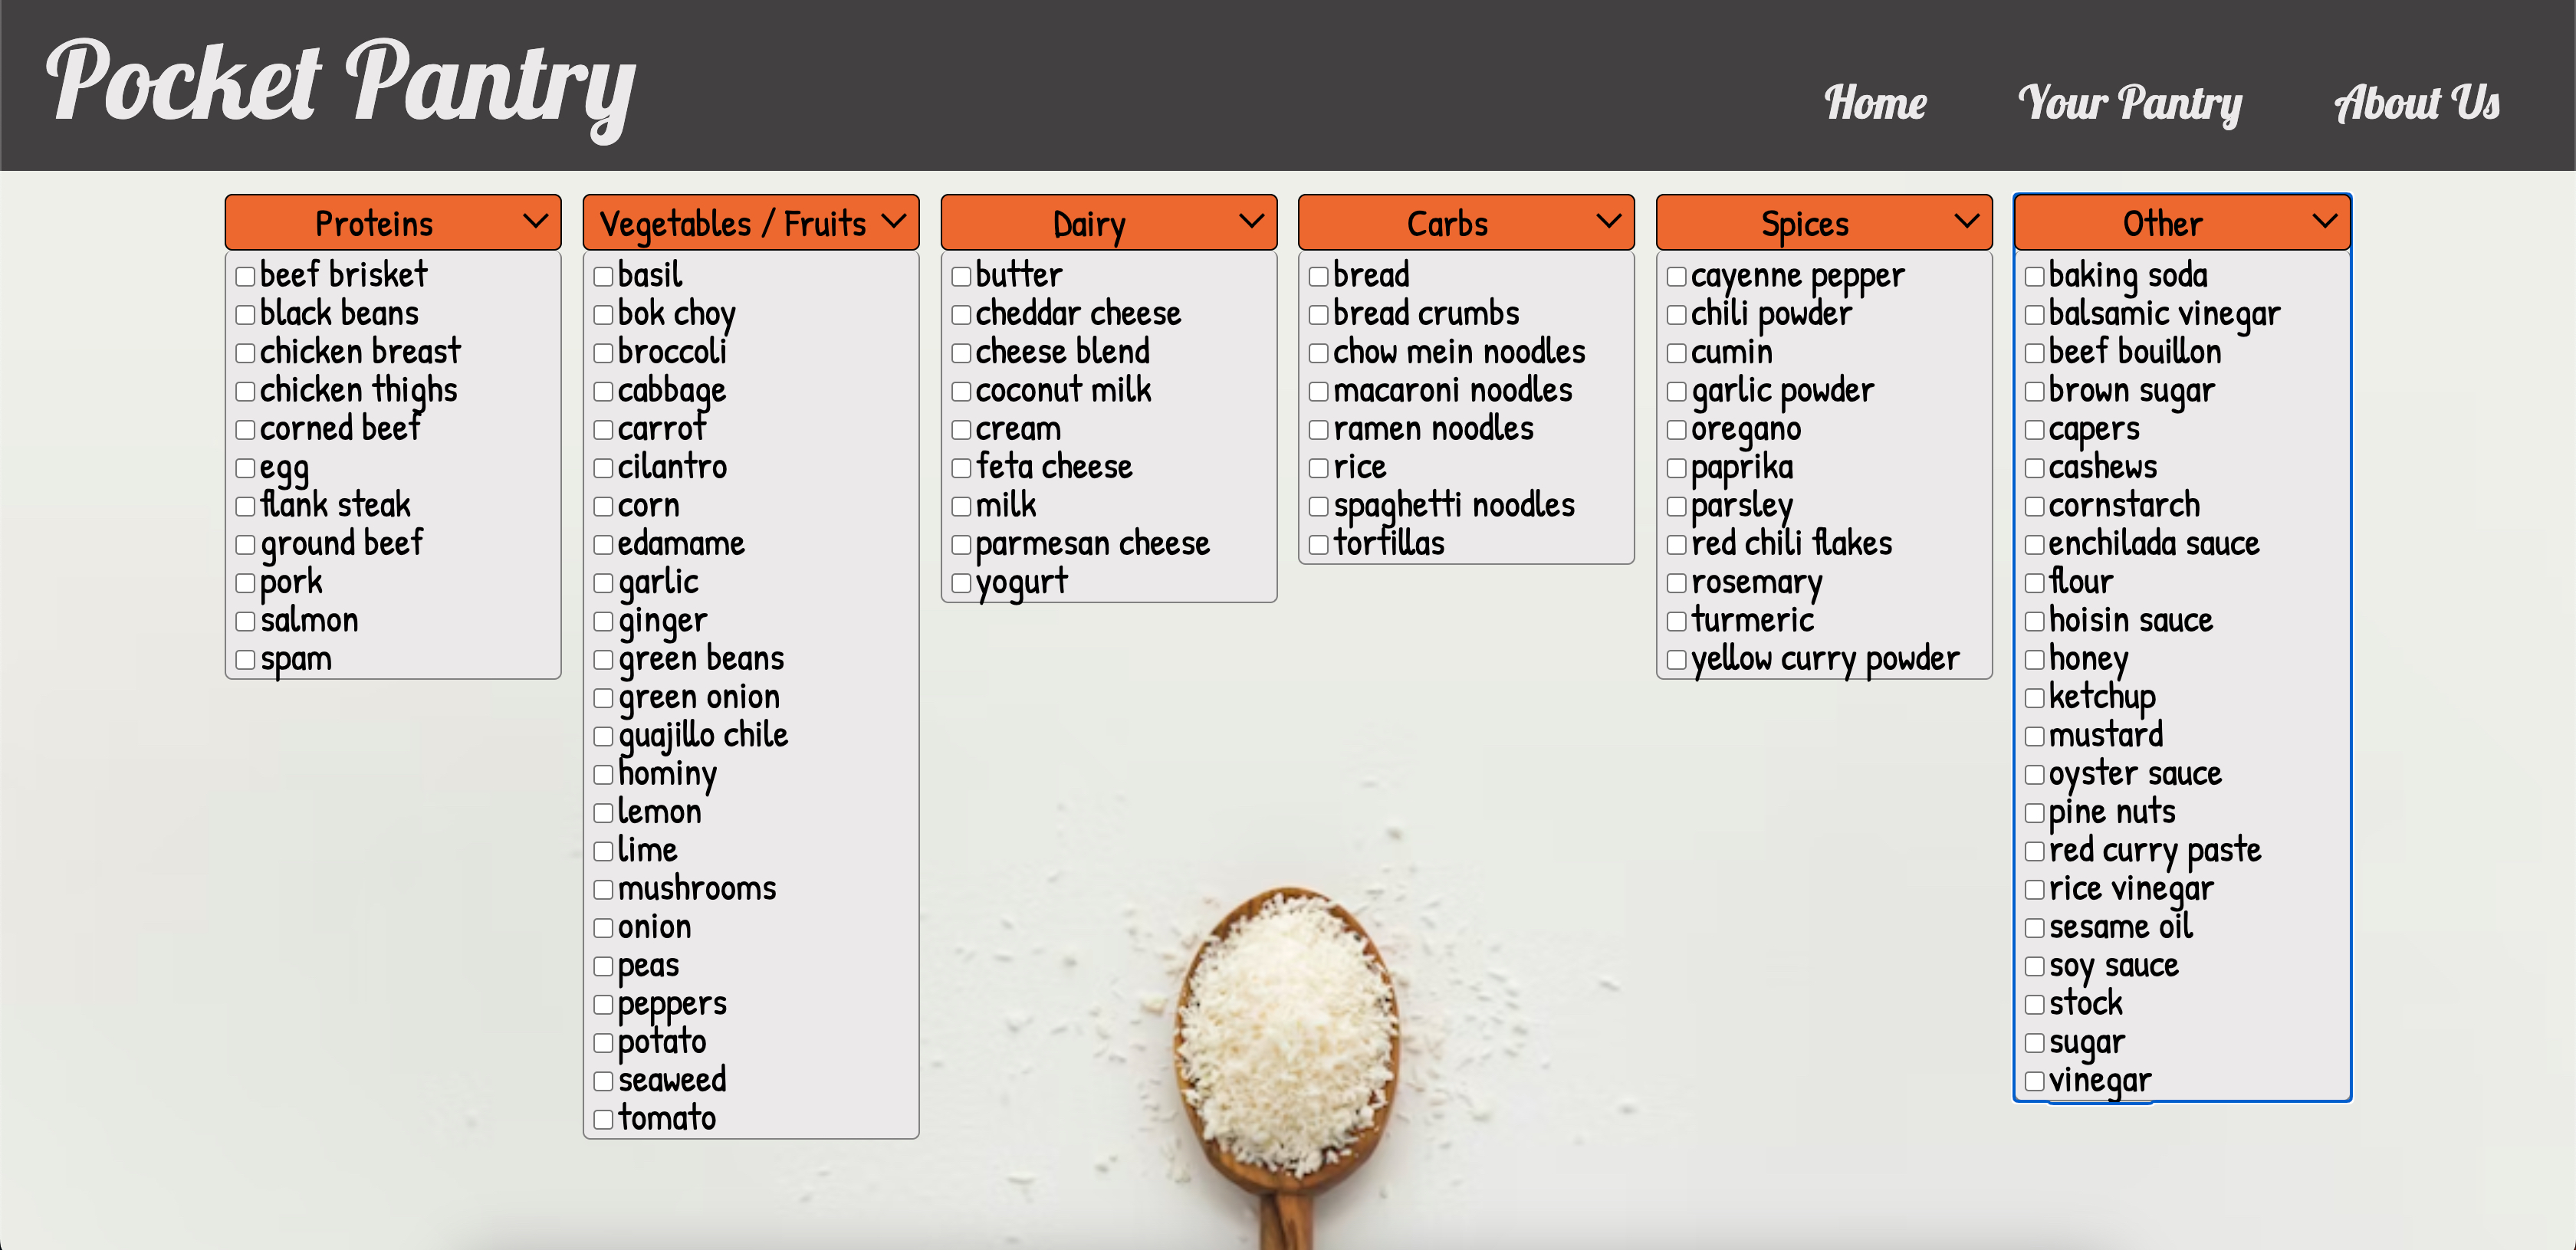 Pocket Pantry
Home
Your Pantry
About Us
Proteins
beef brisket
black beans
chicken breast
chicken thighs
corned beef
egg
flank steak
ground beef
pork
salmon
spam
Vegetables / Fruits
basil
bok choy
broccoli
cabbage
carrot
cilantro
corn
edamame
garlic
ginger
green beans
green onion
guajillo chile
hominy
lemon
lime
mushrooms
onion
peas
peppers
potato
seaweed
tomato
Dairy
butter
cheddar cheese
cheese blend
coconut milk
cream
feta cheese
milk
parmesan cheese
yogurt
Carbs
bread
bread crumbs
chow mein noodles
macaroni noodles
ramen noodles
rice
spaghetti noodles
tortillas
Spices
cayenne pepper
chili powder
cumin
garlic powder
oregano
paprika
parsley
red chili flakes
rosemary
turmeric
yellow curry powder
Other
baking soda
balsamic vinegar
beef bouillon
brown sugar
capers
cashews
cornstarch
enchilada sauce
flour
hoisin sauce
honey
ketchup
mustard
oyster sauce
pine nuts
red curry paste
rice vinegar
sesame oil
soy sauce
stock
sugar
vinegar